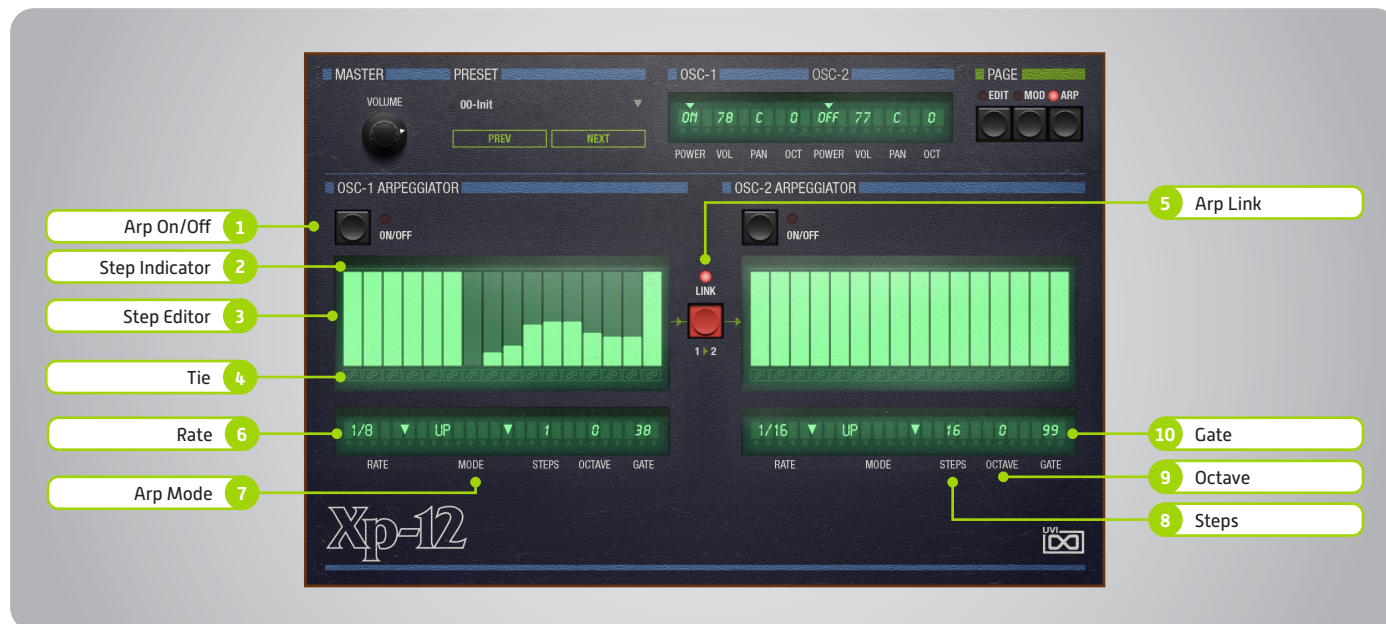 MASTER PRESET OSC-1 OSC-2 PAGE
VOLUME 00-Init EDIT MOD ARP
ON 78 C 0 OFF 77 C 0
PREV NEXT
POWER VOL PAN OCT POWER VOL PAN OCT
OSC-1 ARPEGGIATOR OSC-2 ARPEGGIATOR
Arp On/Off 1
ON/OFF ON/OFF
5 Arp Link
Step Indicator 2
LINK
Step Editor 3
1 2
Tie 4
Rate 6
1/8 UP 1 0 38
1/16 UP 16 0 99
10 Gate
RATE MODE STEPS OCTAVE GATE
RATE MODE STEPS OCTAVE GATE
9 Octave
Arp Mode 7
8 Steps
Xp-12
UVI